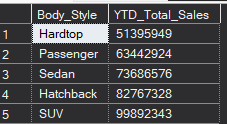 Body_Style YTD_Total_Sales
1 Hardtop 51395949
2 Passenger 63442924
3 Sedan 73686576
4 Hatchback 82767328
5 SUV 99892343